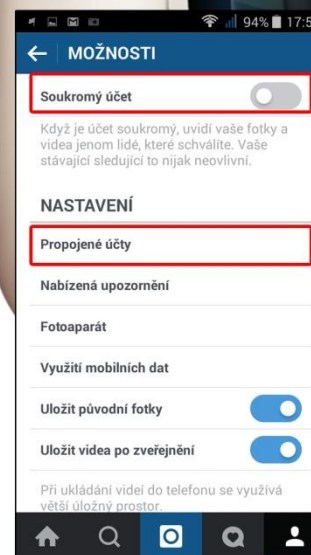 94% 17:5
MOŽNOSTI
Soukromý účet
Když je účet soukromý, uvidí vaše fotky a
videa jenom lidé, které schválíte. Vaše
stávající sledující to nijak neovlivní.
NASTAVENÍ
Propojené účty
Nabízená upozornění
Fotoaparát
Využití mobilních dat
Uložit původní fotky
Uložit videa po zveřejnění
Při ukládání videí do telefonu se využívá
větší úložný prostor.